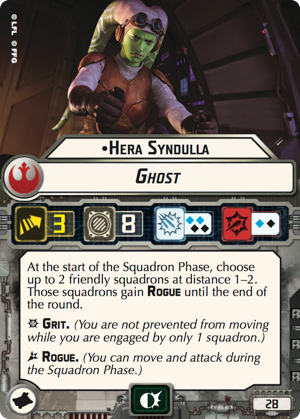 ©LFL ©FFG
•Hera Syndulla
Ghost
3
8
At the start of the Squadron Phase, choose
up to 2 friendly squadrons at distance 1–2.
Those squadrons gain Rogue until the end of
the round.
Grit. (You are not prevented from moving
while you are engaged by only 1 squadron.)
Rogue. (You can move and attack during
the Squadron Phase.)
28